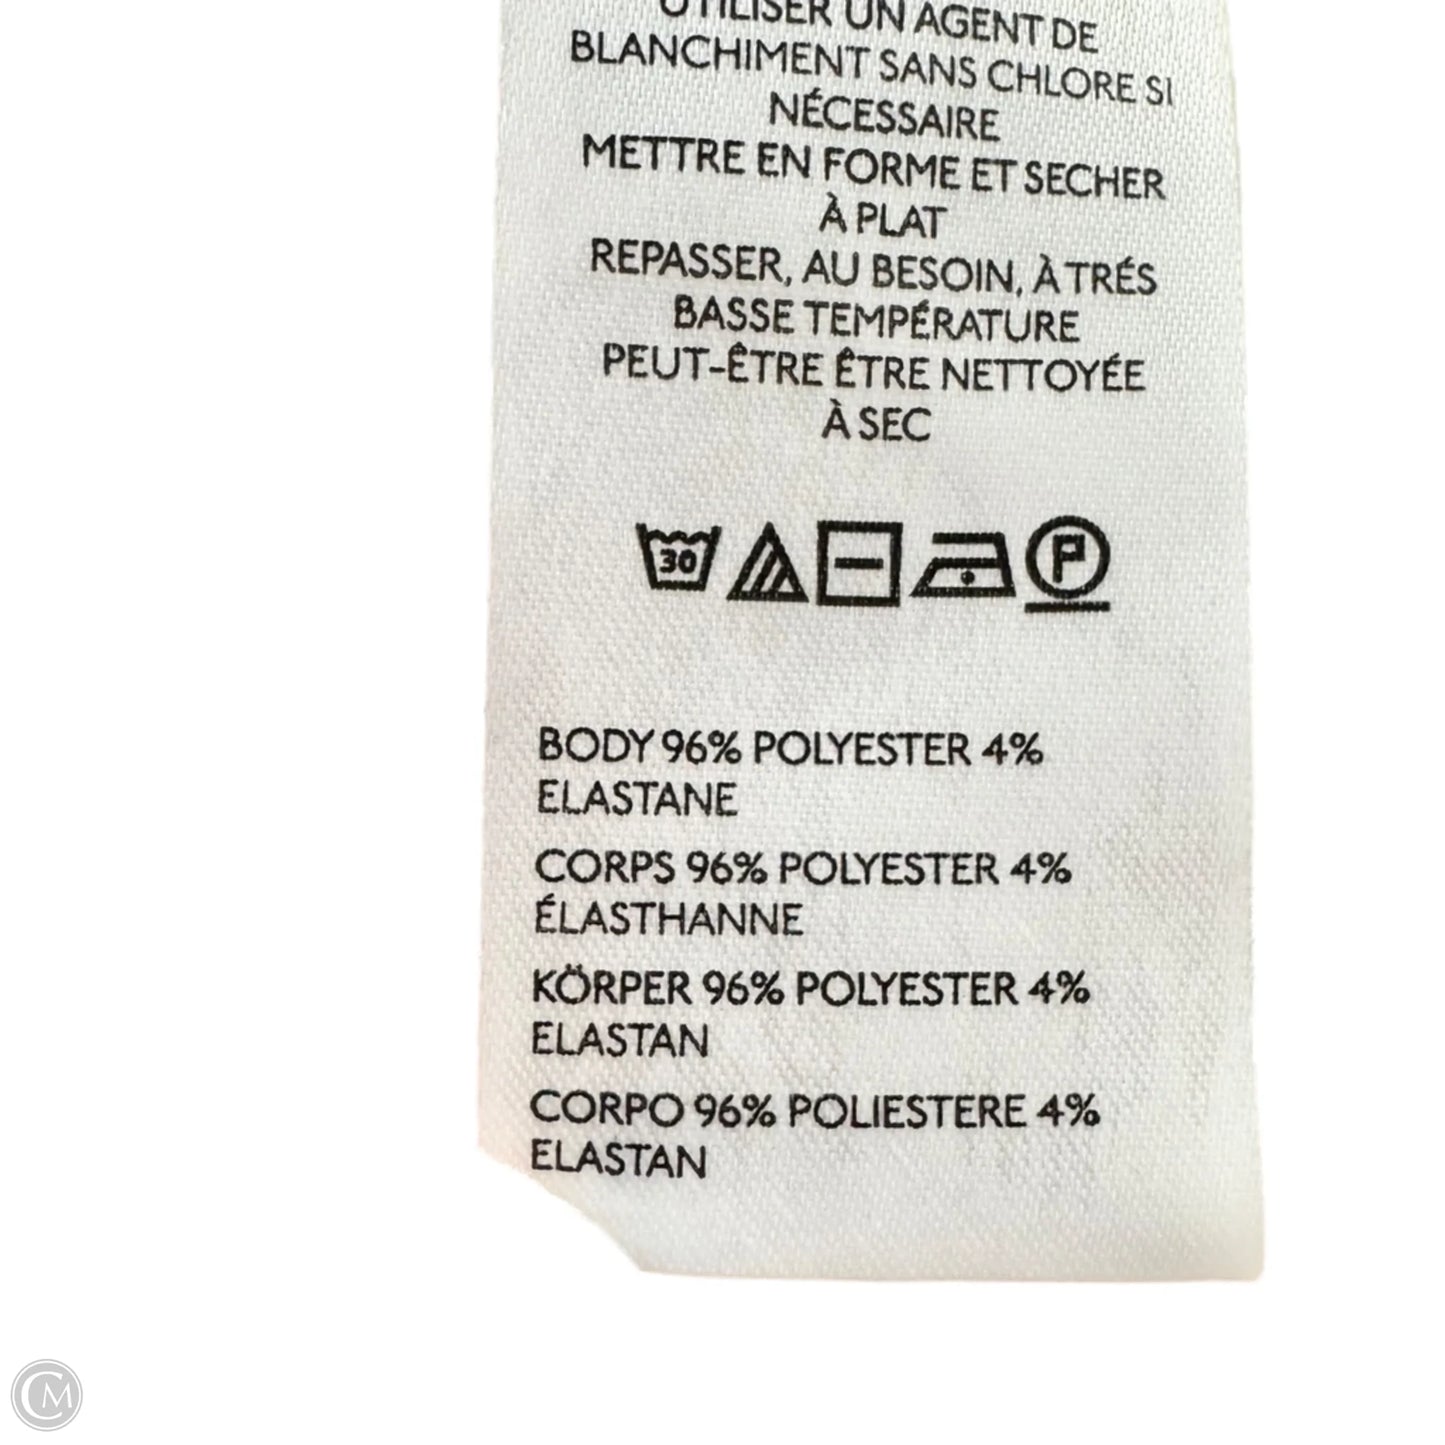 UTILISER UN AGENT DE
BLANCHIMENT SANS CHLORE SI
NÉCESSAIRE
METTRE EN FORME ET SECHER
À PLAT
REPASSER, AU BESOIN, À TRÉS
BASSE TEMPÉRATURE
PEUT-ÊTRE ÊTRE NETTOYÉE
À SEC
30 P
BODY 96% POLYESTER 4%
ELASTANE
CORPS 96% POLYESTER 4%
ÉLASTHANNE
KÖRPER 96% POLYESTER 4%
ELASTAN
CORPO 96% POLIESTERE 4%
ELASTAN
CM